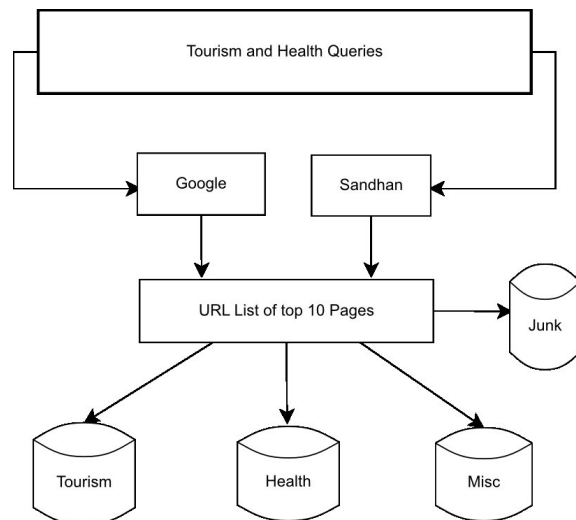 Tourism and Health Queries
Google
Sandhan
URL List of top 10 Pages
Junk
Tourism
Health
Misc